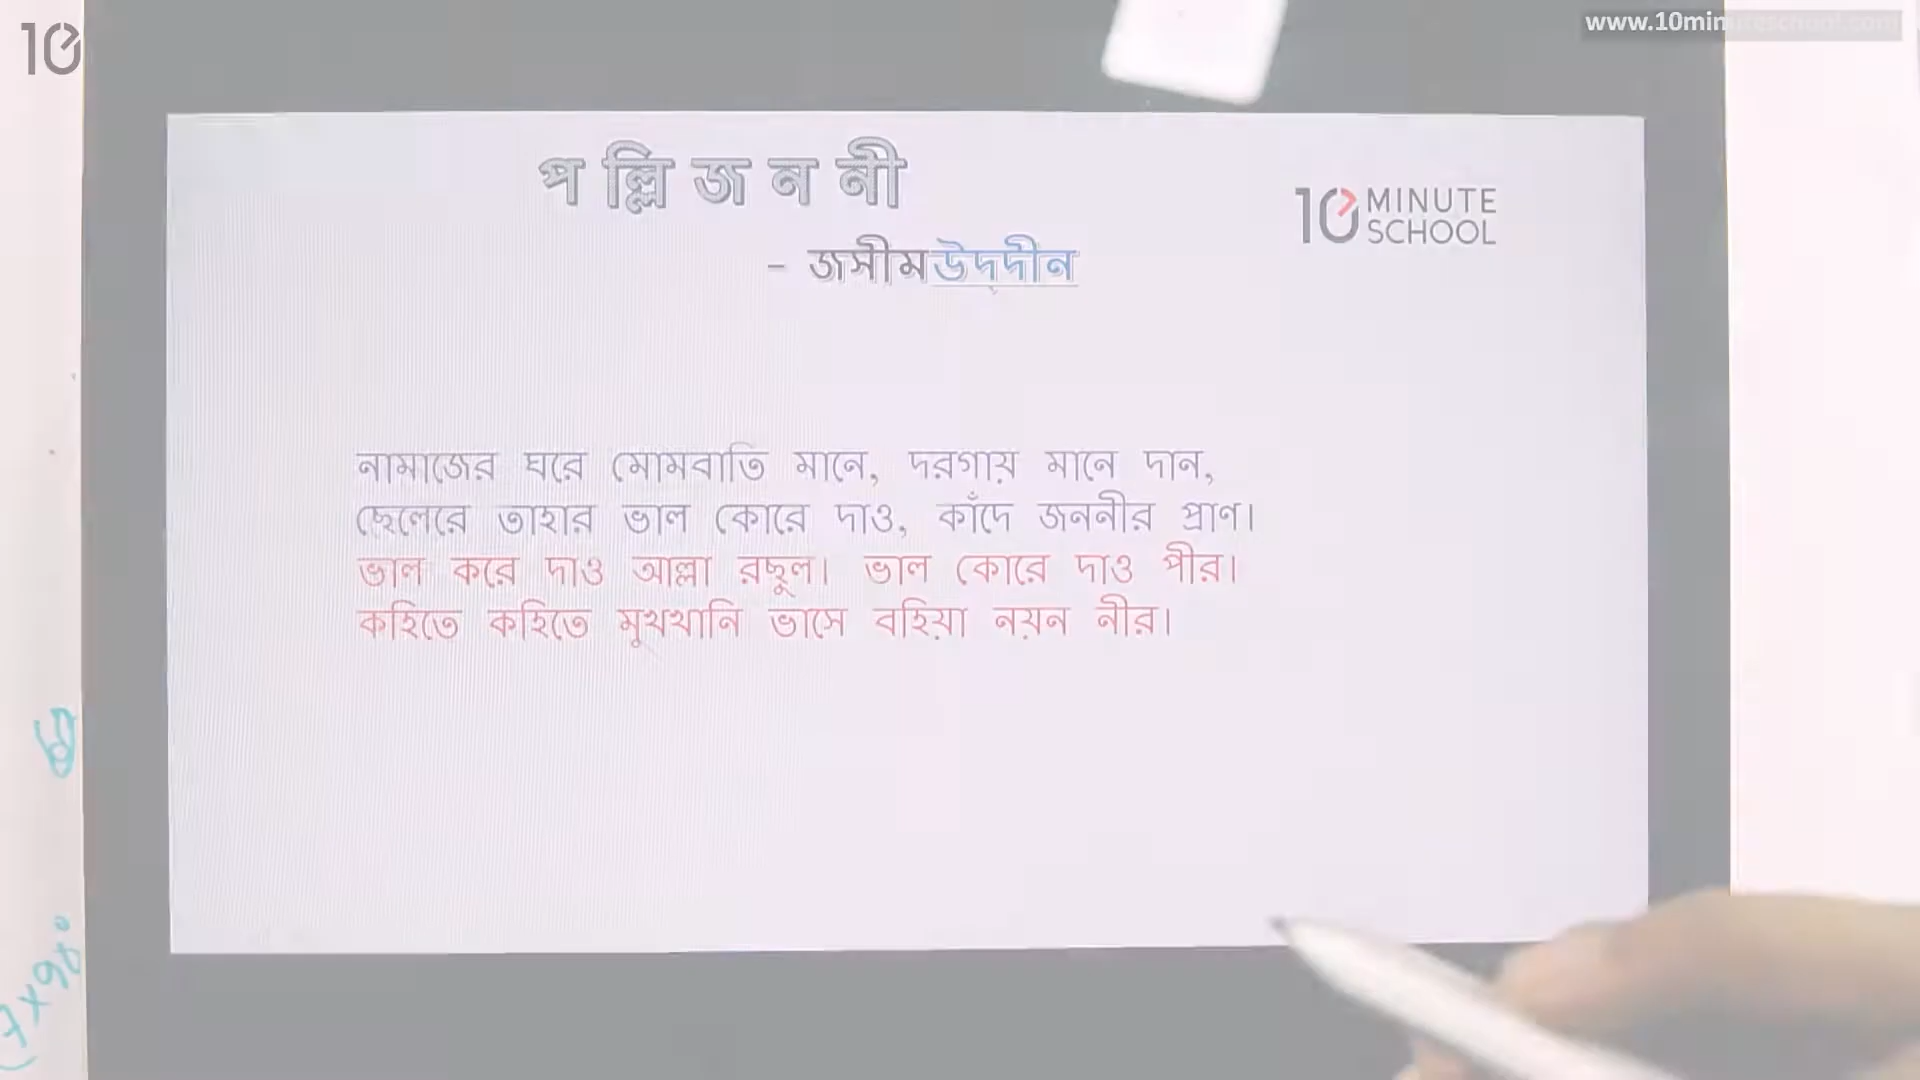 10
www.10minuteschool.com
পল্লিজননী
10 MINUTE SCHOOL
- জসীমউদ্‌দীন
নামাজের ঘরে মোমবাতি মানে, দরগায় মানে দান,
ছেলেরে তাহার ভাল কোরে দাও, কাঁদে জননীর প্রাণ।
ভাল করে দাও আল্লা রছুল। ভাল কোরে দাও পীর।
কহিতে কহিতে মুখখানি ভাসে বহিয়া নয়ন নীর।